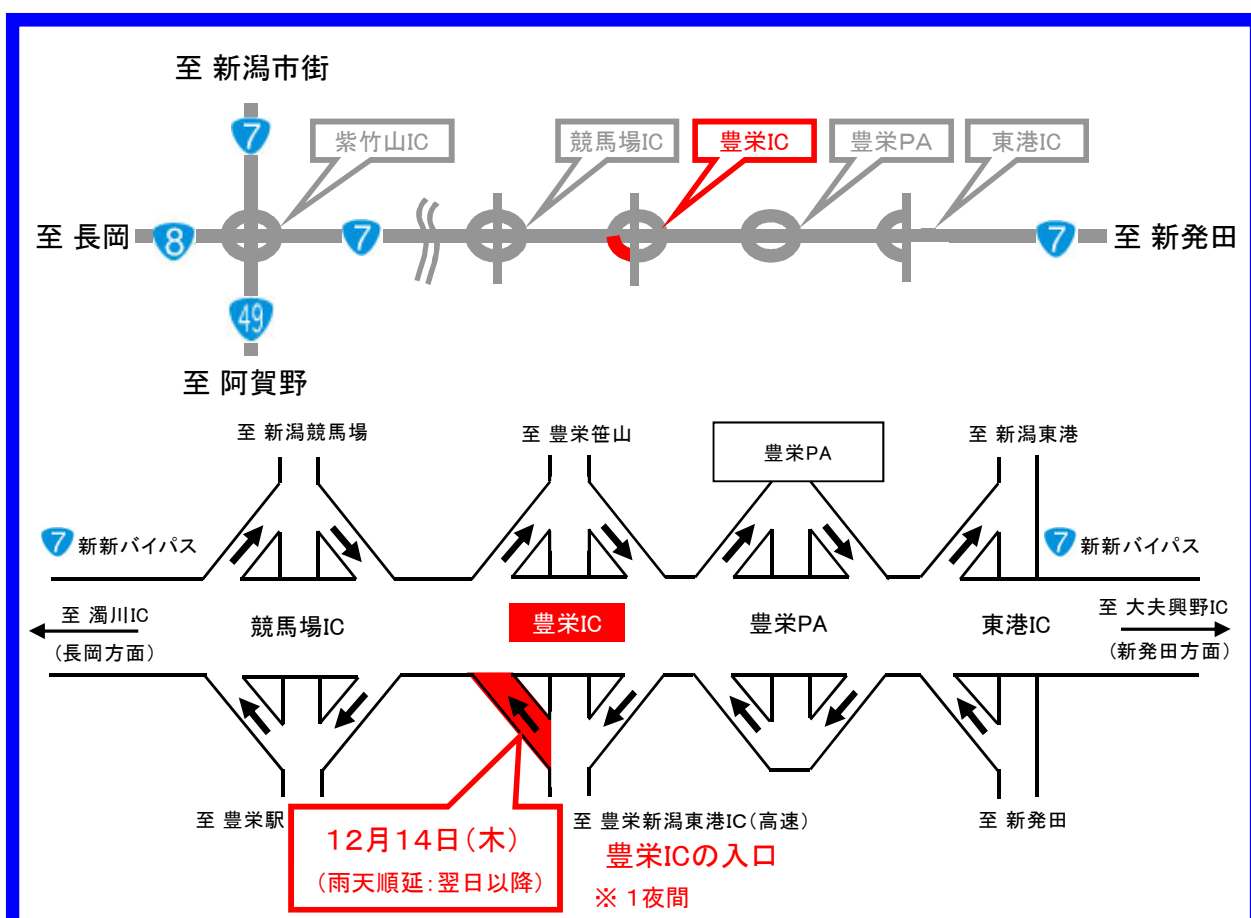 至 新潟市街
7
紫竹山IC
競馬場IC
豊栄IC
豊栄PA
東港IC
至 長岡
8
7
7
至 新発田
49
至 阿賀野
至 新潟競馬場
至 豊栄笹山
豊栄PA
至 新潟東港
7 新新バイパス
7 新新バイパス
至 濁川IC
(長岡方面)
競馬場IC
豊栄IC
豊栄PA
東港IC
至 大夫興野IC
(新発田方面)
至 豊栄駅
至 豊栄新潟東港IC(高速)
至 新発田
12月14日(木)
(雨天順延:翌日以降)
豊栄ICの入口
※ 1夜間